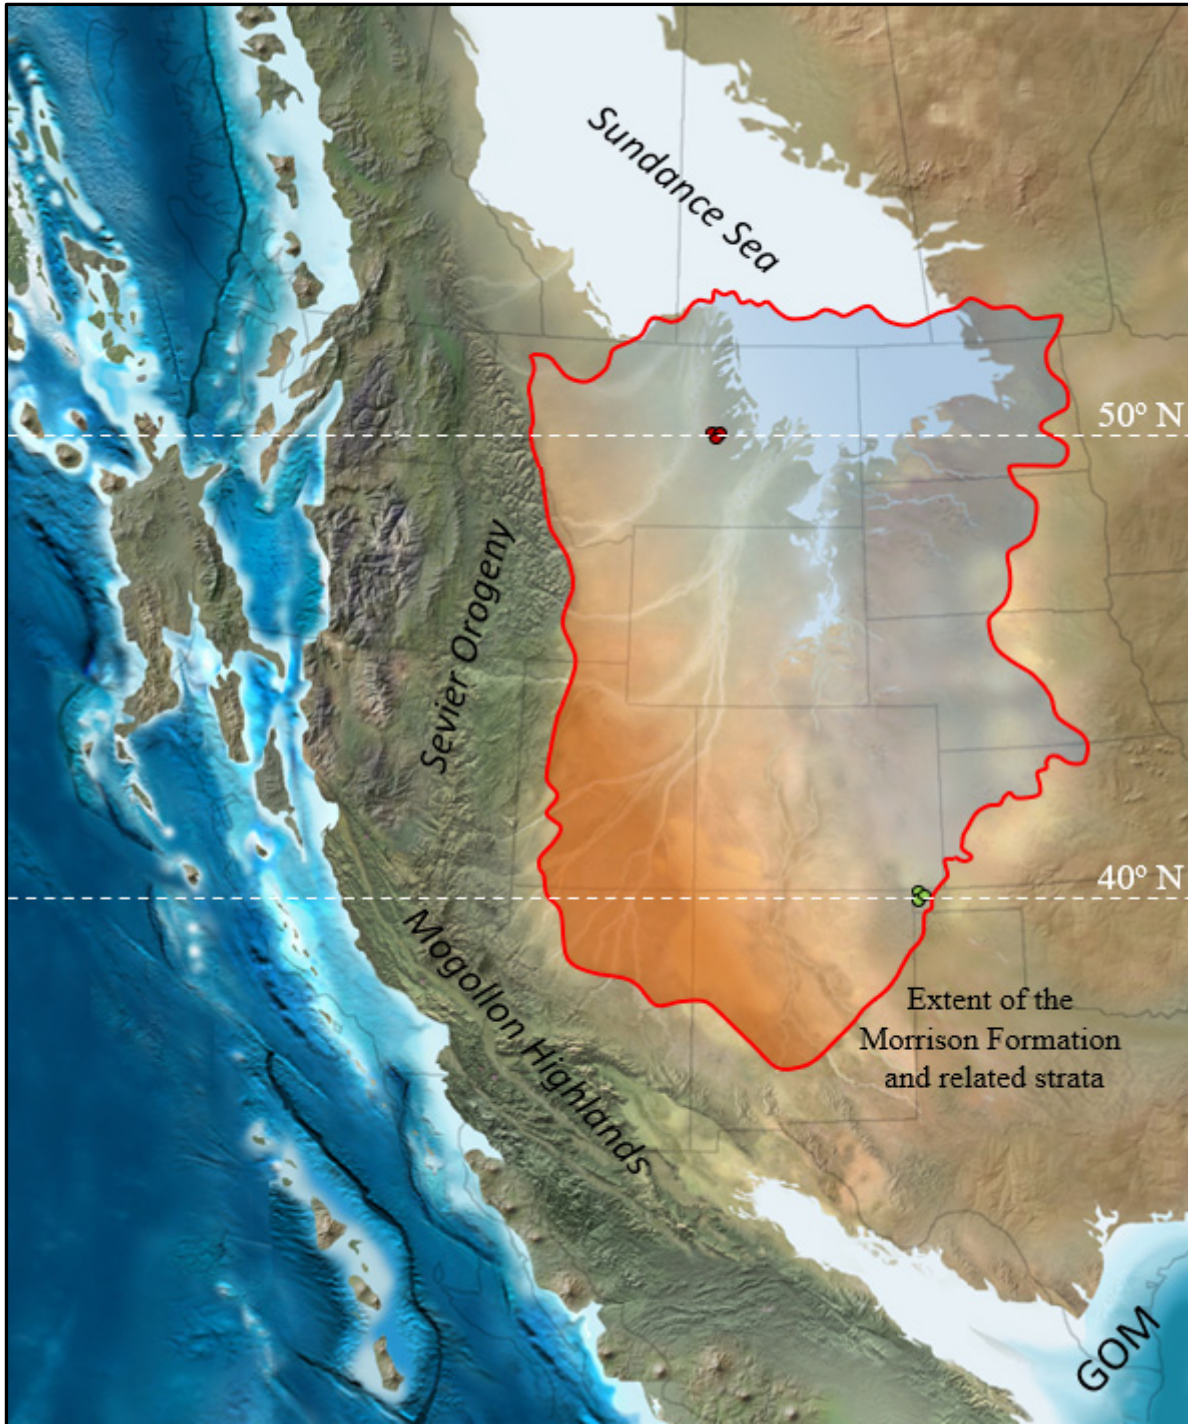 Sundance Sea
50° N
Sevier Orogeny
40° N
Mogollon Highlands
Extent of the
Morrison Formation
and related strata
GOM